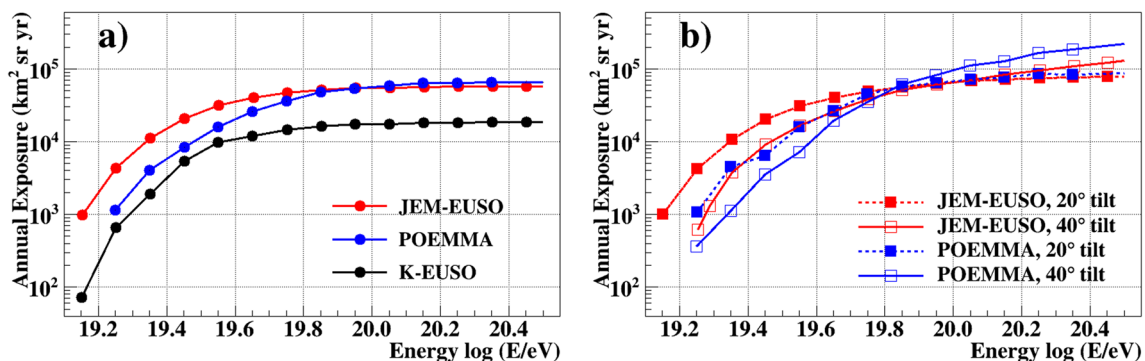 a)
Annual Exposure (km² sr yr)
10⁵
10⁴
10³
10²
JEM-EUSO
POEMMA
K-EUSO
19.2 19.4 19.6 19.8 20.0 20.2 20.4
Energy log (E/eV)
b)
Annual Exposure (km² sr yr)
10⁵
10⁴
10³
10²
JEM-EUSO, 20° tilt
JEM-EUSO, 40° tilt
POEMMA, 20° tilt
POEMMA, 40° tilt
19.2 19.4 19.6 19.8 20.0 20.2 20.4
Energy log (E/eV)